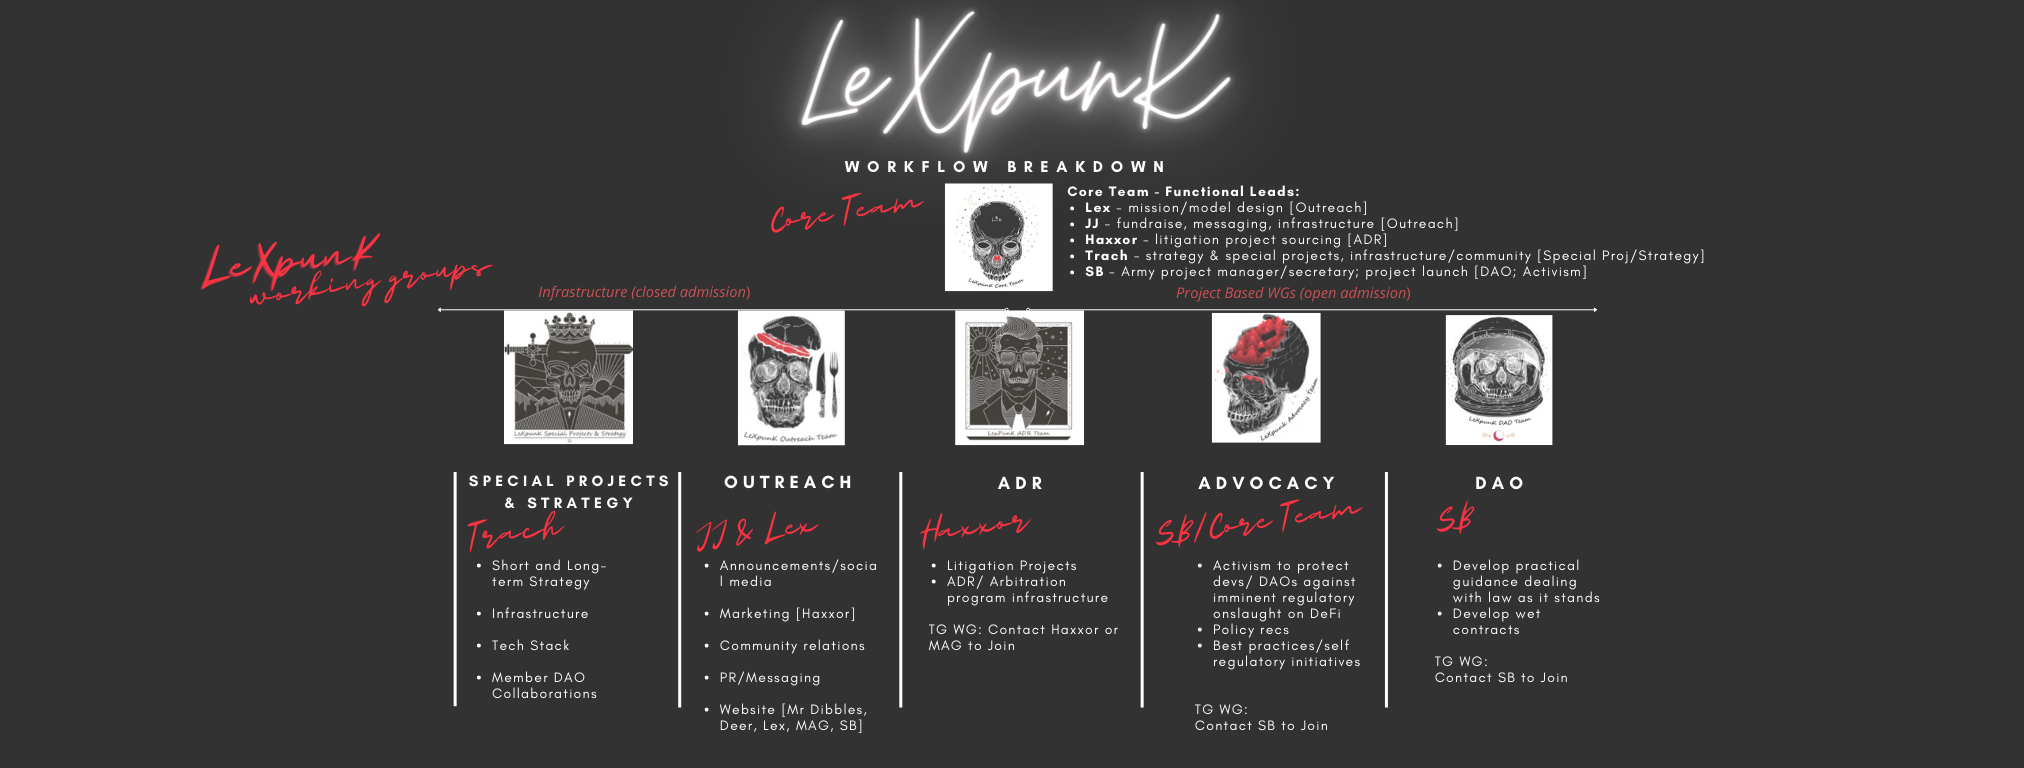 LeXpunK
WORKFLOW BREAKDOWN
Core Team
LeXpunK Core Team
Core Team - Functional Leads:
• Lex - mission/model design [Outreach]
• JJ - fundraise, messaging, infrastructure [Outreach]
• Haxxor - litigation project sourcing [ADR]
• Trach - strategy & special projects, infrastructure/community [Special Proj/Strategy]
• SB - Army project manager/secretary; project launch [DAO; Activism]
LeXpunK
working groups
Infrastructure (closed admission)
Project Based WGs (open admission)
LeXpunK Special Projects & Strategy
LeXpunK Outreach Team
LexPunK ADR Team
LeXpunK Advocacy Team
LeXpunK DAO Team
SPECIAL PROJECTS
& STRATEGY
Trach
• Short and Long-
term Strategy
• Infrastructure
• Tech Stack
• Member DAO
Collaborations
OUTREACH
JJ & Lex
• Announcements/socia
l media
• Marketing [Haxxor]
• Community relations
• PR/Messaging
• Website [Mr Dibbles,
Deer, Lex, MAG, SB]
ADR
Haxxor
• Litigation Projects
• ADR/ Arbitration
program infrastructure
TG WG: Contact Haxxor or
MAG to Join
ADVOCACY
SB/Core Team
• Activism to protect
devs/ DAOs against
imminent regulatory
onslaught on DeFi
• Policy recs
• Best practices/self
regulatory initiatives
TG WG:
Contact SB to Join
DAO
SB
• Develop practical
guidance dealing
with law as it stands
• Develop wet
contracts
TG WG:
Contact SB to Join